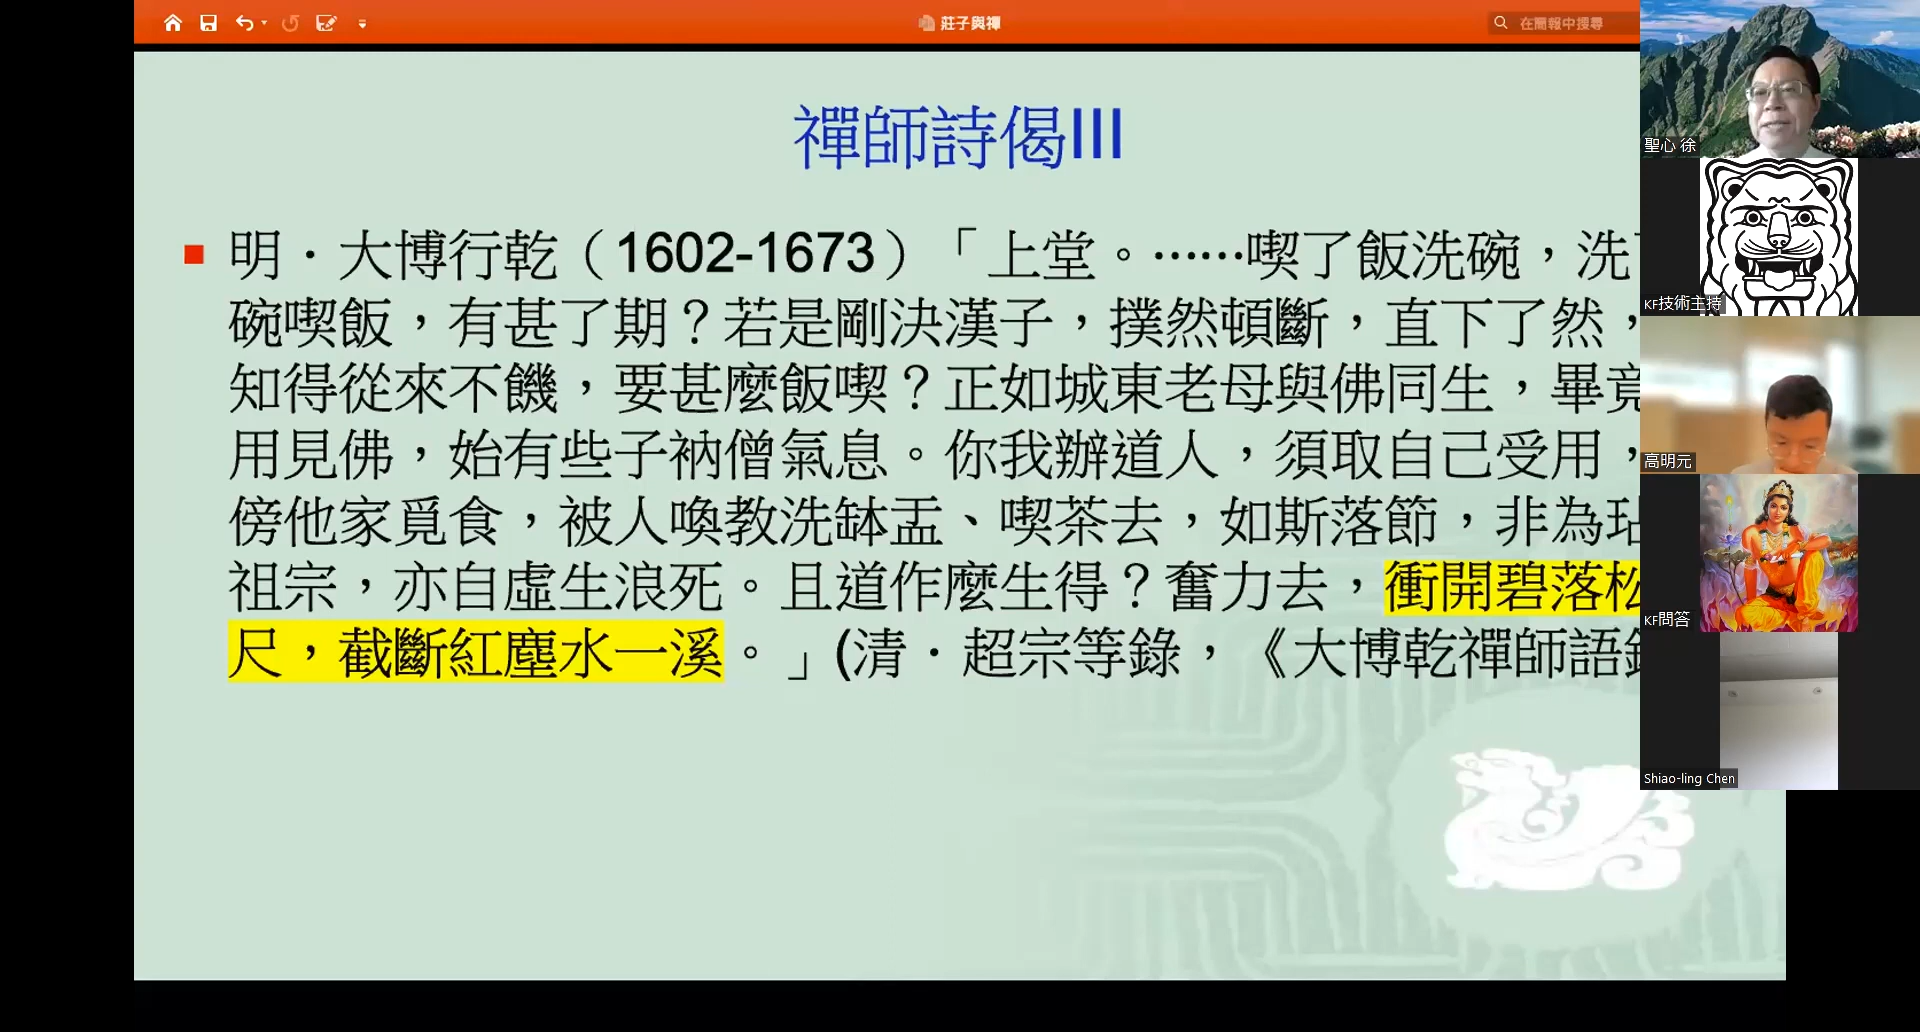 莊子與禪
在簡報中搜尋
禪師詩偈III
明．大博行乾（1602-1673）「上堂。……喫了飯洗碗，洗
碗喫飯，有甚了期？若是剛決漢子，撲然頓斷，直下了然，
知得從來不饑，要甚麼飯喫？正如城東老母與佛同生，畢竟
用見佛，始有些子衲僧氣息。你我辦道人，須取自己受用，
傍他家覓食，被人喚教洗缽盂、喫茶去，如斯落節，非為玷
祖宗，亦自虛生浪死。且道作麼生得？奮力去，衝開碧落松
尺，截斷紅塵水一溪。」(清．超宗等錄，《大博乾禪師語錄
聖心 徐
KF技術主持
高明元
KF問答
Shiao-ling Chen